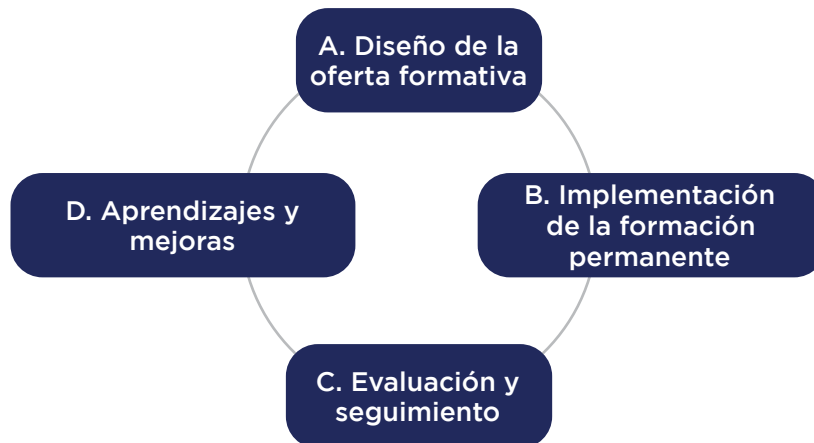 A. Diseño de la
oferta formativa
B. Implementación
de la formación
permanente
C. Evaluación y
seguimiento
D. Aprendizajes y
mejoras